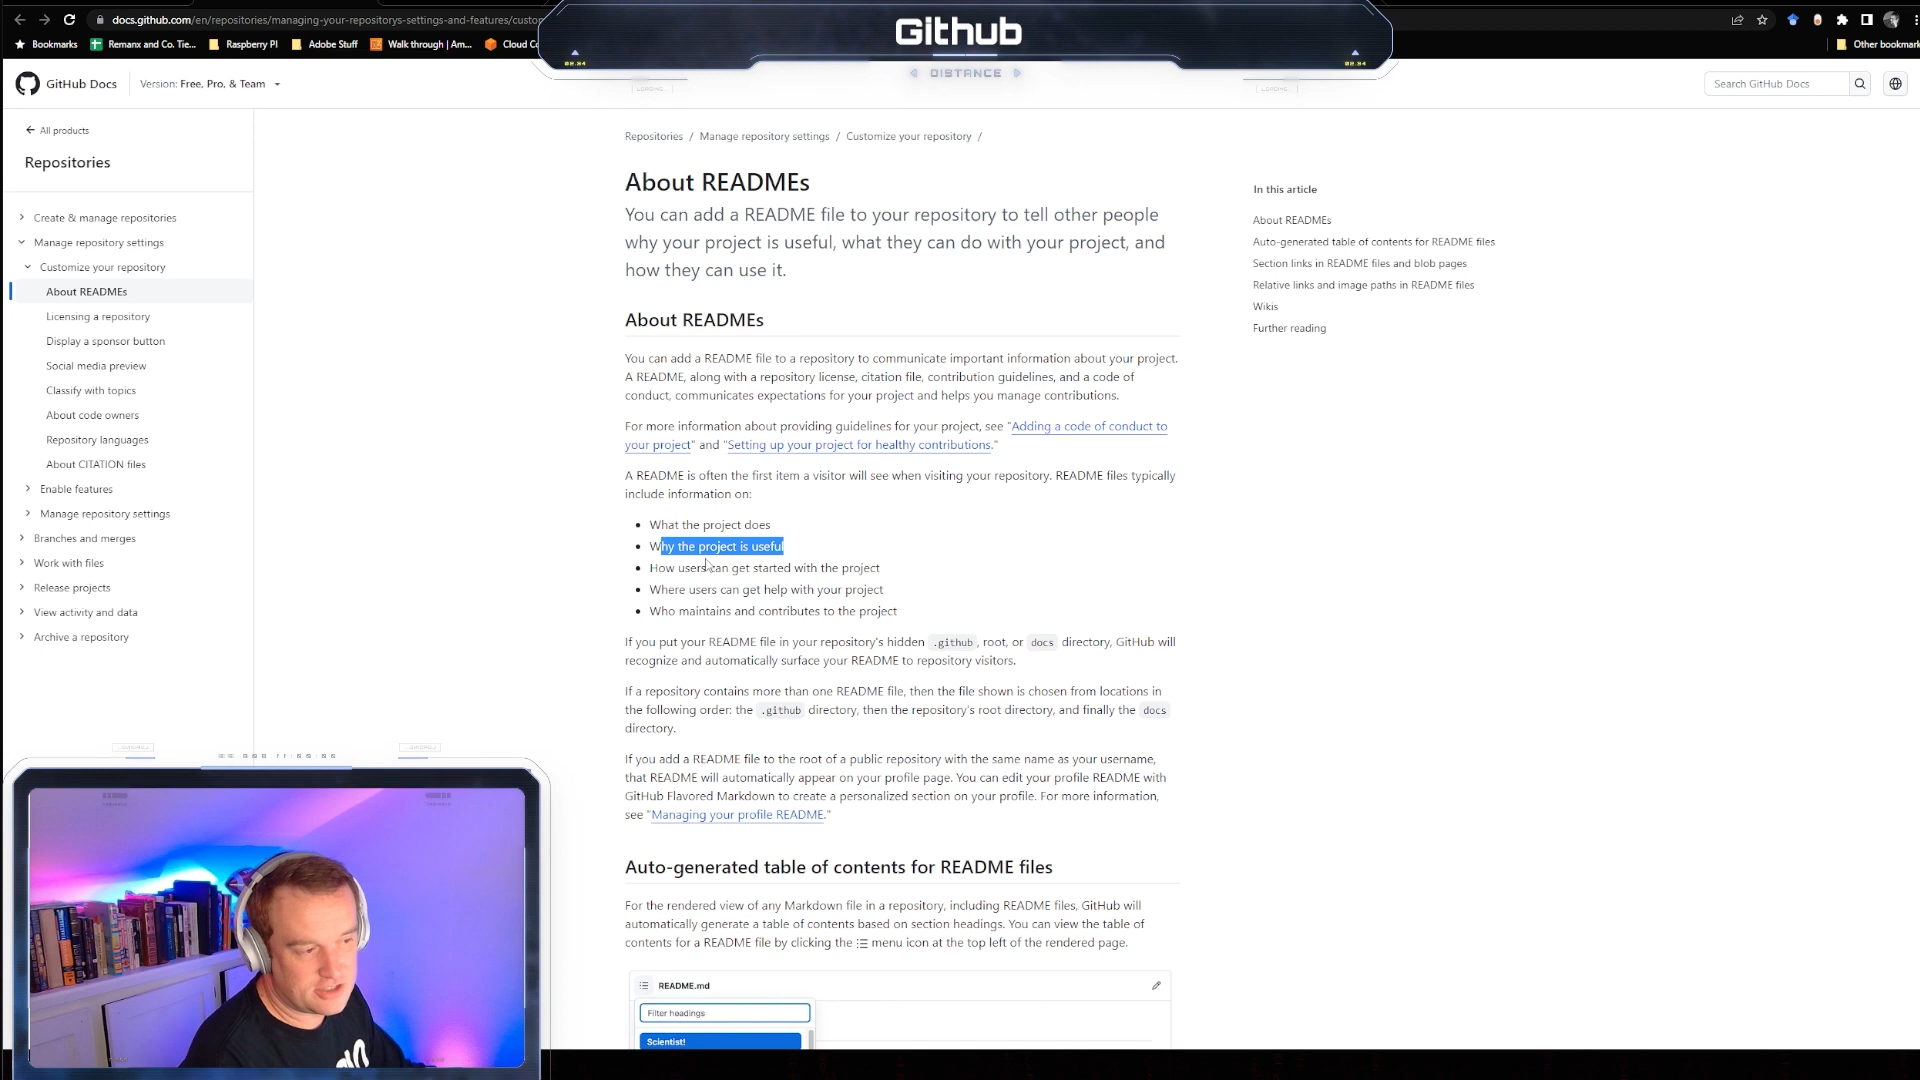 docs.github.com/en/repositories/managing-your-repositorys-settings-and-features/custo
Github
Bookmarks
Remanx and Co. Tie...
Raspberry PI
Adobe Stuff
Walk through | Am...
Cloud Co
Other bookmark
02.34
02.34
DISTANCE
LOADING...
LOADING...
GitHub Docs
Version: Free, Pro, & Team
Search GitHub Docs
All products
Repositories
Create & manage repositories
Manage repository settings
Customize your repository
About READMEs
Licensing a repository
Display a sponsor button
Social media preview
Classify with topics
About code owners
Repository languages
About CITATION files
Enable features
Manage repository settings
Branches and merges
Work with files
Release projects
View activity and data
Archive a repository
Repositories / Manage repository settings / Customize your repository /
About READMEs
You can add a README file to your repository to tell other people
why your project is useful, what they can do with your project, and
how they can use it.
About READMEs
You can add a README file to a repository to communicate important information about your project.
A README, along with a repository license, citation file, contribution guidelines, and a code of
conduct, communicates expectations for your project and helps you manage contributions.
For more information about providing guidelines for your project, see "Adding a code of conduct to
your project" and "Setting up your project for healthy contributions."
A README is often the first item a visitor will see when visiting your repository. README files typically
include information on:
What the project does
Why the project is useful
How users can get started with the project
Where users can get help with your project
Who maintains and contributes to the project
If you put your README file in your repository's hidden .github, root, or docs directory, GitHub will
recognize and automatically surface your README to repository visitors.
If a repository contains more than one README file, then the file shown is chosen from locations in
the following order: the .github directory, then the repository's root directory, and finally the docs
directory.
If you add a README file to the root of a public repository with the same name as your username,
that README will automatically appear on your profile page. You can edit your profile README with
GitHub Flavored Markdown to create a personalized section on your profile. For more information,
see "Managing your profile README."
Auto-generated table of contents for README files
For the rendered view of any Markdown file in a repository, including README files, GitHub will
automatically generate a table of contents based on section headings. You can view the table of
contents for a README file by clicking the menu icon at the top left of the rendered page.
README.md
Filter headings
Scientist!
In this article
About READMEs
Auto-generated table of contents for README files
Section links in README files and blob pages
Relative links and image paths in README files
Wikis
Further reading